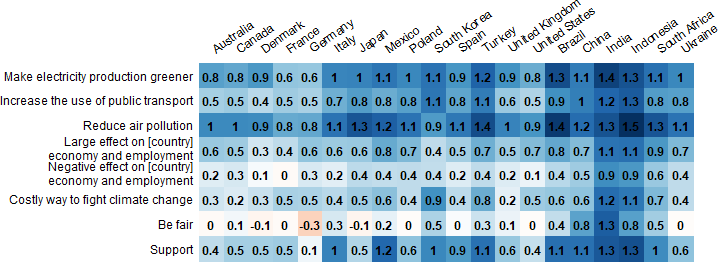 Australia Canada Denmark France Germany Italy Japan Mexico Poland South Korea Spain Turkey United Kingdom United States Brazil China India Indonesia South Africa Ukraine
Make electricity production greener 0.8 0.8 0.9 0.6 0.6 1 1 1.1 1 1.1 0.9 1.2 0.9 0.8 1.3 1.1 1.4 1.3 1.1 1
Increase the use of public transport 0.5 0.5 0.4 0.5 0.5 0.7 0.8 0.8 0.8 1.1 0.8 1.1 0.6 0.5 0.9 1 1.2 1.3 0.8 0.8
Reduce air pollution 1 1 0.9 0.8 0.8 1.1 1.3 1.2 1.1 0.9 1.1 1.4 1 0.9 1.4 1.2 1.3 1.5 1.3 1.1
Large effect on [country]
economy and employment 0.6 0.5 0.3 0.4 0.6 0.6 0.6 0.8 0.7 0.4 0.5 0.7 0.5 0.7 0.8 0.7 1.1 1.1 0.9 0.7
Negative effect on [country]
economy and employment 0.2 0.3 0.1 0 0.3 0.2 0.4 0.4 0.4 0.4 0.2 0.4 0.2 0.1 0.4 0.5 0.9 0.9 0.6 0.4
Costly way to fight climate change 0.3 0.2 0.3 0.5 0.5 0.4 0.5 0.6 0.4 0.9 0.4 0.8 0.2 0.5 0.6 0.6 1.2 1.1 0.7 0.4
Be fair 0 0.1 -0.1 0 -0.3 0.1 -0.1 0.2 0 0.5 0 0.3 0.1 0 0.4 0.8 1.3 0.8 0.5 0
Support 0.4 0.5 0.5 0.5 0.1 1 0.5 1.2 0.6 1 0.9 1.1 0.6 0.4 1.1 1.1 1.3 1.3 1 0.6